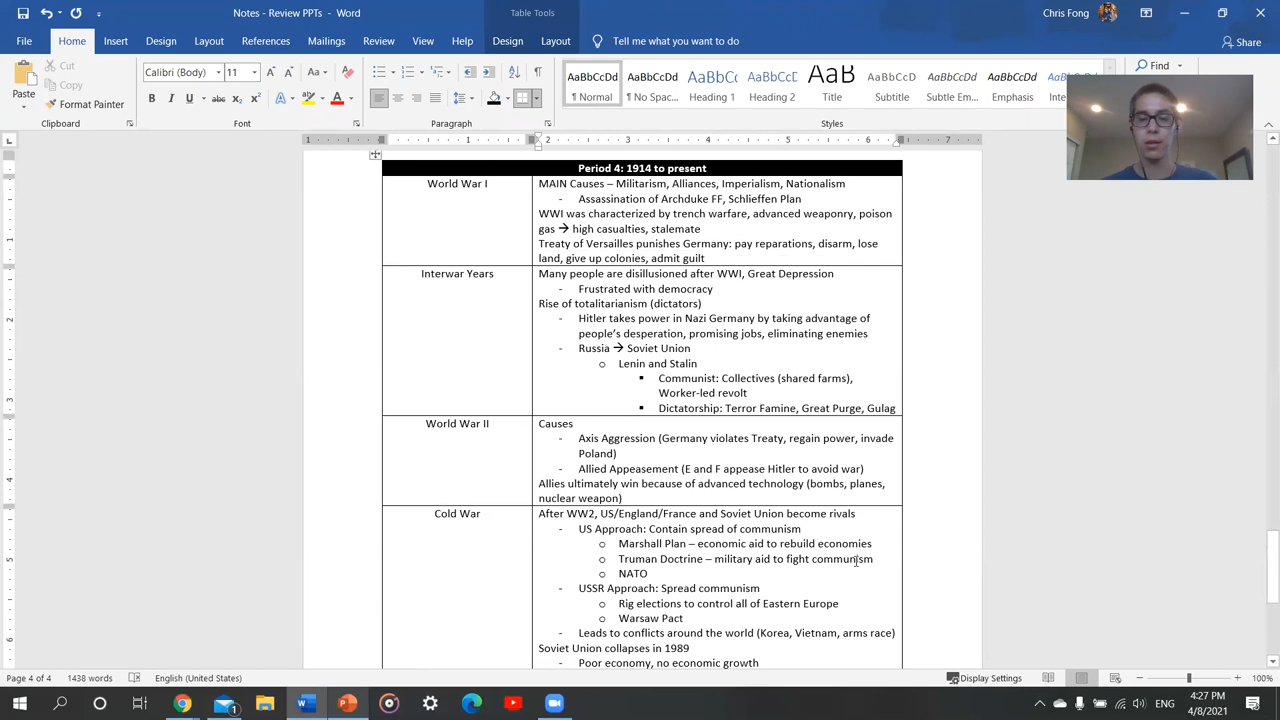 Notes - Review PPTs - Word
Table Tools
Chris Fong
File Home Insert Design Layout References Mailings Review View Help Design Layout Tell me what you want to do Share
Paste
Cut
Copy
Format Painter
Clipboard
Calibri (Body) 11
Font
Paragraph
AaBbCcDd AaBbCcDd AaBbCc AaBbCcE AaB AaBbCcD AaBbCcDd AaBbCcDd
¶ Normal ¶ No Spac... Heading 1 Heading 2 Title Subtitle Subtle Em... Emphasis
Styles
Find
Period 4: 1914 to present
World War I
MAIN Causes – Militarism, Alliances, Imperialism, Nationalism
- Assassination of Archduke FF, Schlieffen Plan
WWI was characterized by trench warfare, advanced weaponry, poison
gas → high casualties, stalemate
Treaty of Versailles punishes Germany: pay reparations, disarm, lose
land, give up colonies, admit guilt
Interwar Years
Many people are disillusioned after WWI, Great Depression
- Frustrated with democracy
Rise of totalitarianism (dictators)
- Hitler takes power in Nazi Germany by taking advantage of
people's desperation, promising jobs, eliminating enemies
- Russia → Soviet Union
o Lenin and Stalin
▪ Communist: Collectives (shared farms),
Worker-led revolt
▪ Dictatorship: Terror Famine, Great Purge, Gulag
World War II
Causes
- Axis Aggression (Germany violates Treaty, regain power, invade
Poland)
- Allied Appeasement (E and F appease Hitler to avoid war)
Allies ultimately win because of advanced technology (bombs, planes,
nuclear weapon)
Cold War
After WW2, US/England/France and Soviet Union become rivals
- US Approach: Contain spread of communism
o Marshall Plan – economic aid to rebuild economies
o Truman Doctrine – military aid to fight communism
o NATO
- USSR Approach: Spread communism
o Rig elections to control all of Eastern Europe
o Warsaw Pact
- Leads to conflicts around the world (Korea, Vietnam, arms race)
Soviet Union collapses in 1989
- Poor economy, no economic growth
Page 4 of 4 1438 words English (United States) Display Settings 100%
4:27 PM
4/8/2021